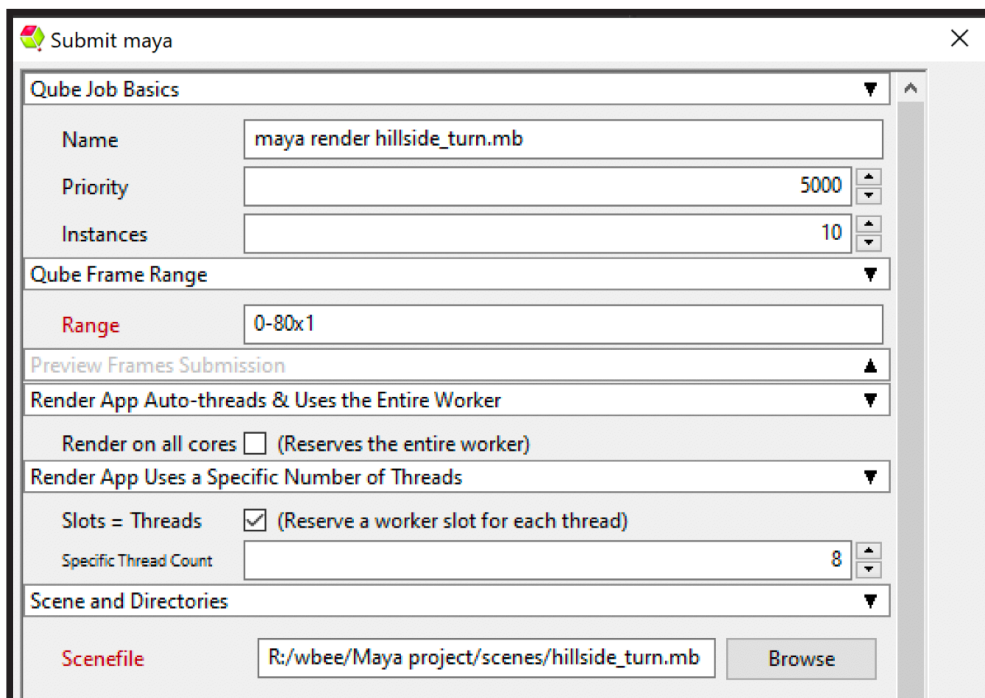 Submit maya
Qube Job Basics
Name maya render hillside_turn.mb
Priority 5000
Instances 10
Qube Frame Range
Range 0-80x1
Preview Frames Submission
Render App Auto-threads & Uses the Entire Worker
Render on all cores (Reserves the entire worker)
Render App Uses a Specific Number of Threads
Slots = Threads (Reserve a worker slot for each thread)
Specific Thread Count 8
Scene and Directories
Scenefile R:/wbee/Maya project/scenes/hillside_turn.mb Browse